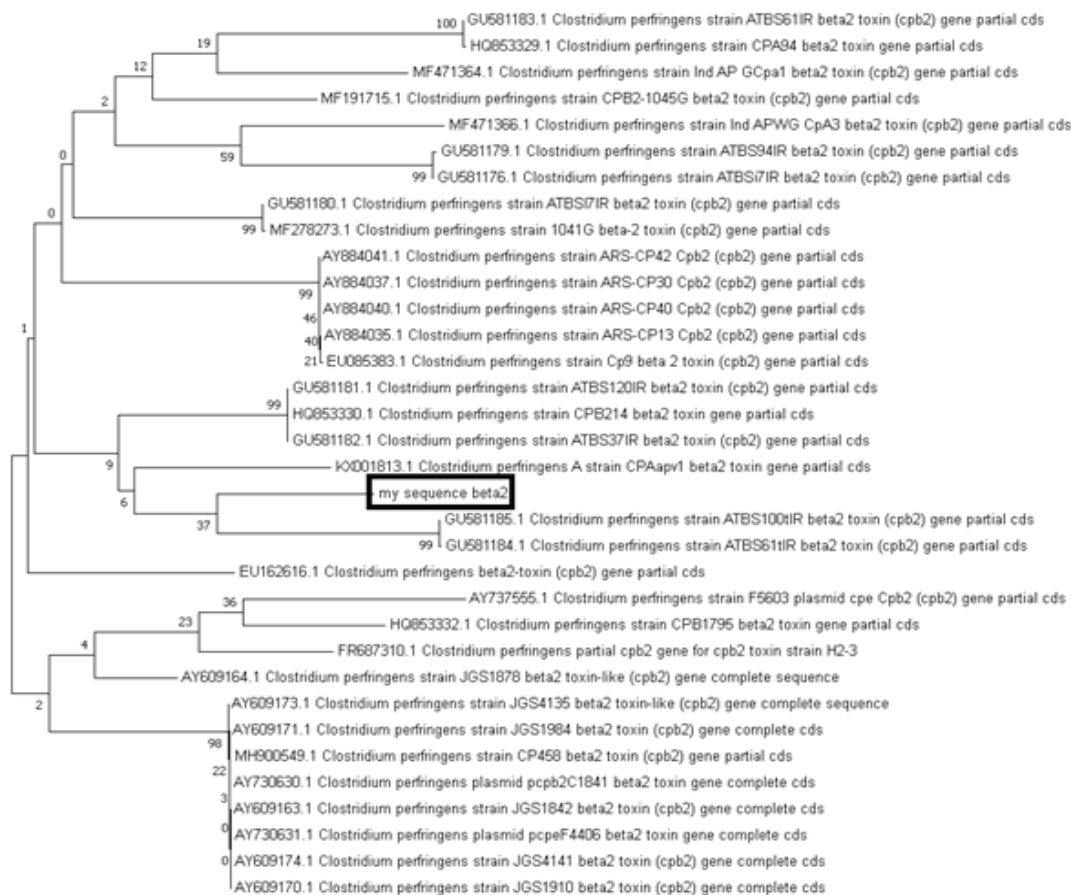 100 GU581183.1 Clostridium perfringens strain ATBS61IR beta2 toxin (cpb2) gene partial cds
19 HQ853329.1 Clostridium perfringens strain CPA94 beta2 toxin gene partial cds
12 MF471364.1 Clostridium perfringens strain Ind AP GCpa1 beta2 toxin (cpb2) gene partial cds
2 MF191715.1 Clostridium perfringens strain CPB2-1045G beta2 toxin (cpb2) gene partial cds
MF471366.1 Clostridium perfringens strain Ind APWG CpA3 beta2 toxin (cpb2) gene partial cds
0 59 GU581179.1 Clostridium perfringens strain ATBS94IR beta2 toxin (cpb2) gene partial cds
99 GU581176.1 Clostridium perfringens strain ATBSi7IR beta2 toxin (cpb2) gene partial cds
0 GU581180.1 Clostridium perfringens strain ATBSI7IR beta2 toxin (cpb2) gene partial cds
99 MF278273.1 Clostridium perfringens strain 1041G beta-2 toxin (cpb2) gene partial cds
AY884041.1 Clostridium perfringens strain ARS-CP42 Cpb2 (cpb2) gene partial cds
99 AY884037.1 Clostridium perfringens strain ARS-CP30 Cpb2 (cpb2) gene partial cds
46 AY884040.1 Clostridium perfringens strain ARS-CP40 Cpb2 (cpb2) gene partial cds
1 40 AY884035.1 Clostridium perfringens strain ARS-CP13 Cpb2 (cpb2) gene partial cds
21 EU085383.1 Clostridium perfringens strain Cp9 beta 2 toxin (cpb2) gene partial cds
GU581181.1 Clostridium perfringens strain ATBS120IR beta2 toxin (cpb2) gene partial cds
99 HQ853330.1 Clostridium perfringens strain CPB214 beta2 toxin gene partial cds
GU581182.1 Clostridium perfringens strain ATBS37IR beta2 toxin (cpb2) gene partial cds
9 KX001813.1 Clostridium perfringens A strain CPAapv1 beta2 toxin gene partial cds
6 my sequence beta2
37 GU581185.1 Clostridium perfringens strain ATBS100tIR beta2 toxin (cpb2) gene partial cds
99 GU581184.1 Clostridium perfringens strain ATBS61tIR beta2 toxin (cpb2) gene partial cds
EU162616.1 Clostridium perfringens beta2-toxin (cpb2) gene partial cds
36 AY737555.1 Clostridium perfringens strain F5603 plasmid cpe Cpb2 (cpb2) gene partial cds
23 HQ853332.1 Clostridium perfringens strain CPB1795 beta2 toxin gene partial cds
4 FR687310.1 Clostridium perfringens partial cpb2 gene for cpb2 toxin strain H2-3
AY609164.1 Clostridium perfringens strain JGS1878 beta2 toxin-like (cpb2) gene complete sequence
2 AY609173.1 Clostridium perfringens strain JGS4135 beta2 toxin-like (cpb2) gene complete sequence
AY609171.1 Clostridium perfringens strain JGS1984 beta2 toxin (cpb2) gene complete cds
98 MH900549.1 Clostridium perfringens strain CP458 beta2 toxin (cpb2) gene partial cds
22 AY730630.1 Clostridium perfringens plasmid pcpb2C1841 beta2 toxin gene complete cds
3 AY609163.1 Clostridium perfringens strain JGS1842 beta2 toxin (cpb2) gene complete cds
0 AY730631.1 Clostridium perfringens plasmid pcpeF4406 beta2 toxin gene complete cds
0 AY609174.1 Clostridium perfringens strain JGS4141 beta2 toxin (cpb2) gene complete cds
AY609170.1 Clostridium perfringens strain JGS1910 beta2 toxin (cpb2) gene complete cds